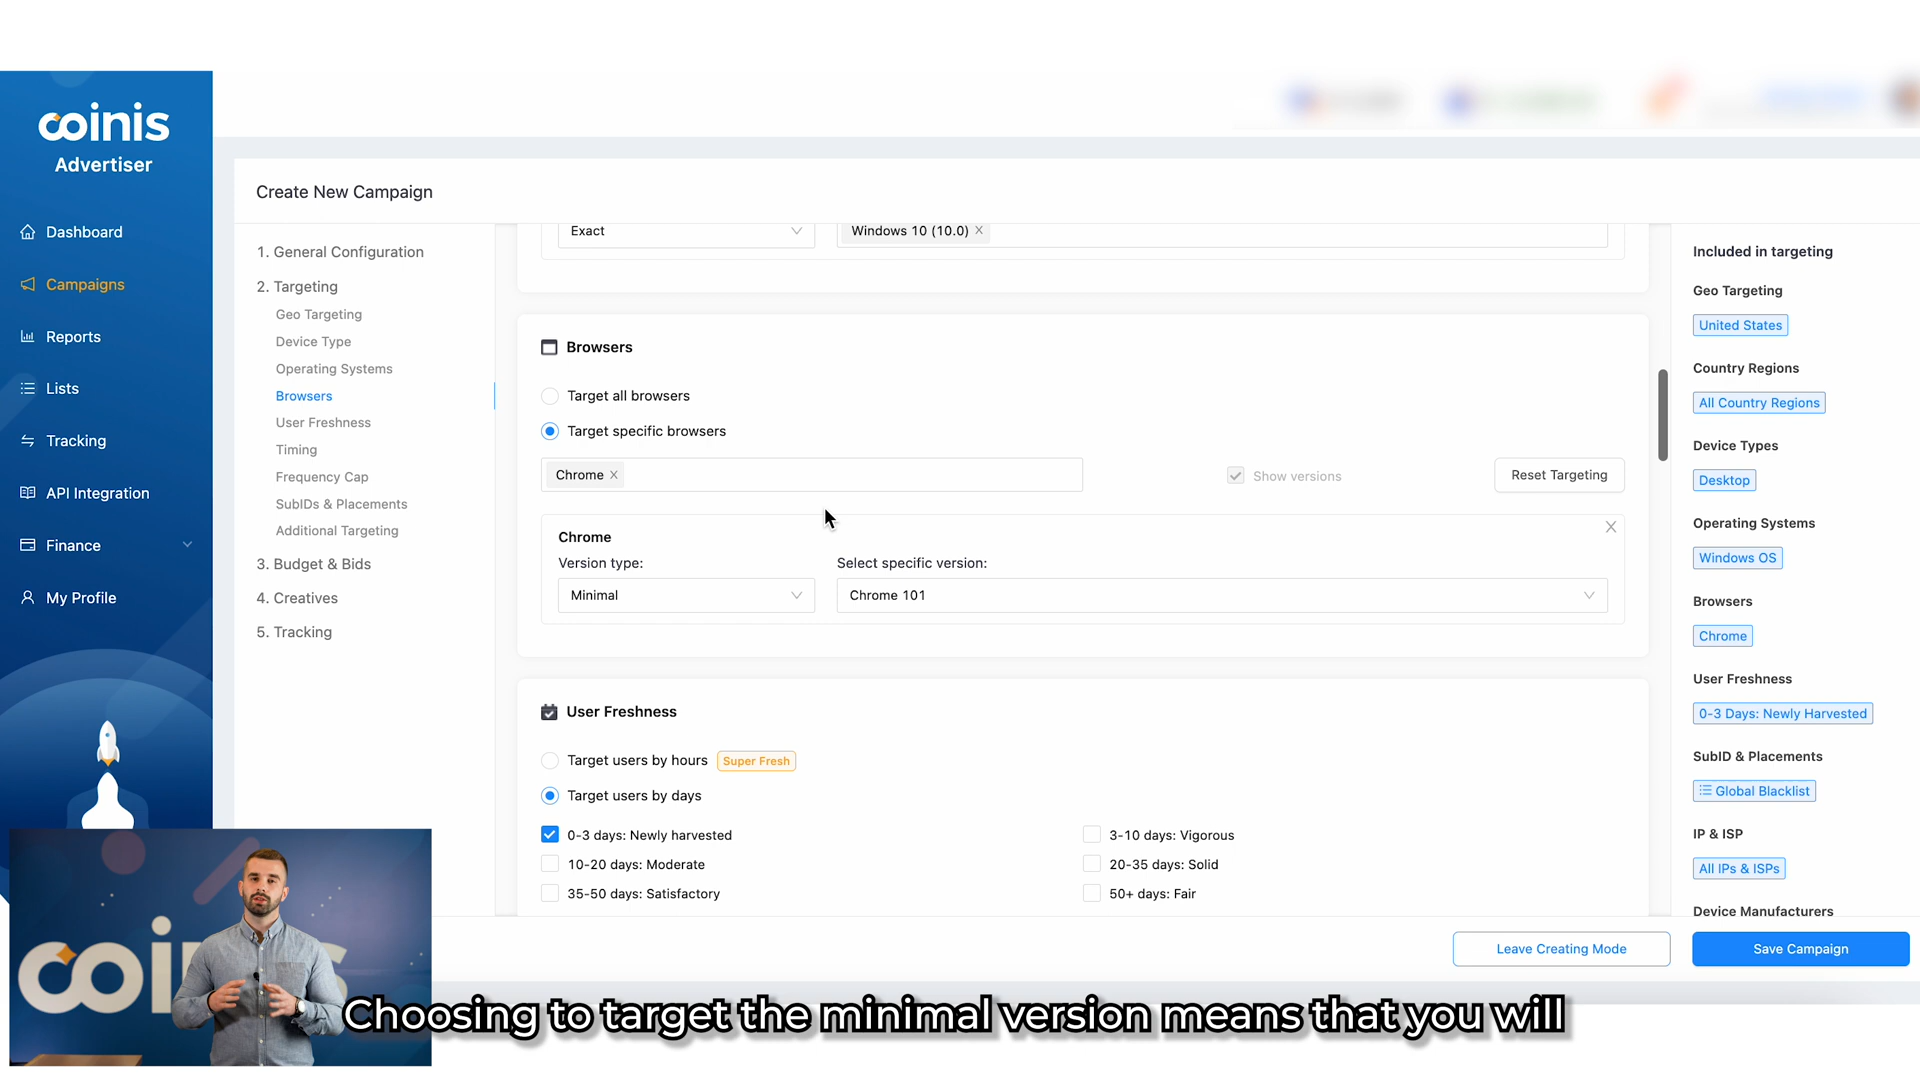 coinis
Advertiser
Dashboard
Campaigns
Reports
Lists
Tracking
API Integration
Finance
My Profile
Create New Campaign
1. General Configuration
2. Targeting
Geo Targeting
Device Type
Operating Systems
Browsers
User Freshness
Timing
Frequency Cap
SubIDs & Placements
Additional Targeting
3. Budget & Bids
4. Creatives
5. Tracking
Exact
Windows 10 (10.0)
Browsers
Target all browsers
Target specific browsers
Chrome
Show versions
Reset Targeting
Chrome
Version type:
Select specific version:
Minimal
Chrome 101
User Freshness
Target users by hours Super Fresh
Target users by days
0-3 days: Newly harvested
3-10 days: Vigorous
10-20 days: Moderate
20-35 days: Solid
35-50 days: Satisfactory
50+ days: Fair
Included in targeting
Geo Targeting
United States
Country Regions
All Country Regions
Device Types
Desktop
Operating Systems
Windows OS
Browsers
Chrome
User Freshness
0-3 Days: Newly Harvested
SubID & Placements
Global Blacklist
IP & ISP
All IPs & ISPs
Device Manufacturers
Leave Creating Mode
Save Campaign
Choosing to target the minimal version means that you will